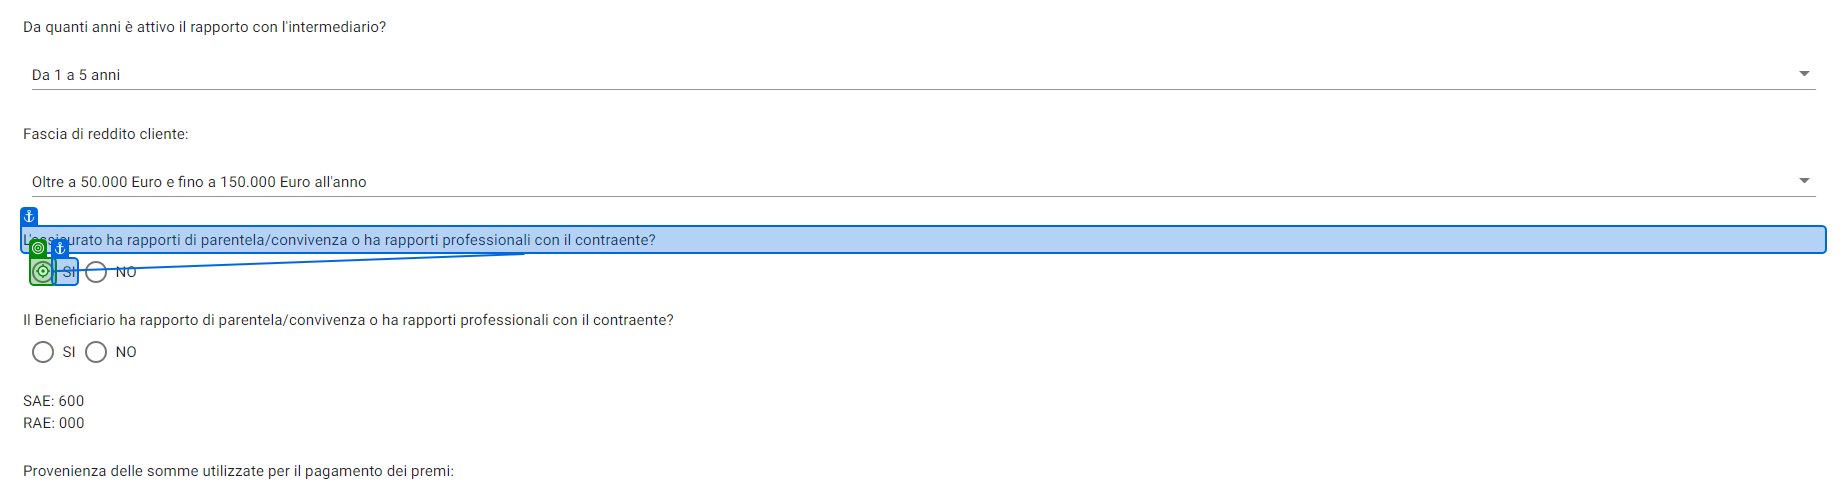 Da quanti anni è attivo il rapporto con l'intermediario?
Da 1 a 5 anni
Fascia di reddito cliente:
Oltre a 50.000 Euro e fino a 150.000 Euro all'anno
L'assicurato ha rapporti di parentela/convivenza o ha rapporti professionali con il contraente?
SI NO
Il Beneficiario ha rapporto di parentela/convivenza o ha rapporti professionali con il contraente?
SI NO
SAE: 600
RAE: 000
Provenienza delle somme utilizzate per il pagamento dei premi: